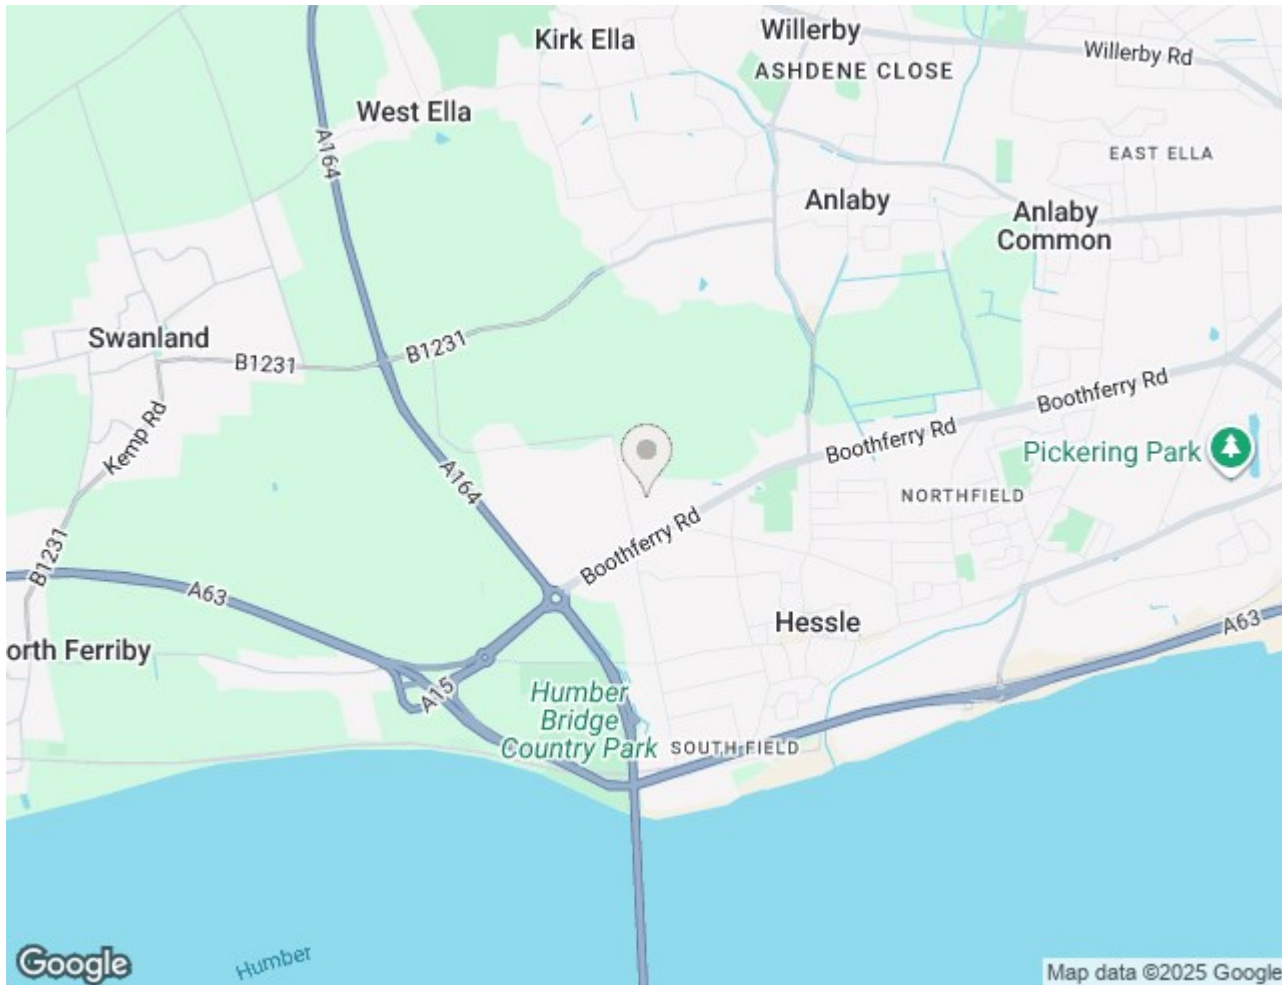 Kirk Ella
Willerby
Willerby Rd
ASHDENE CLOSE
West Ella
A164
EAST ELLA
Anlaby
Anlaby
Common
Swanland
B1231
B1231
Kemp Rd
Boothferry Rd
Boothferry Rd
Pickering Park
A164
NORTHFIELD
Boothferry Rd
B1231
A63
Hessle
A63
orth Ferriby
A15
Humber
Bridge
Country Park
SOUTH FIELD
Humber
Google
Map data ©2025 Google